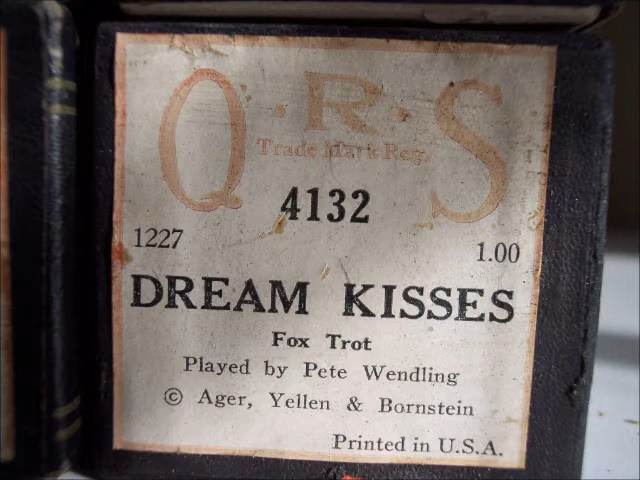 Q·R·S
Trade Mark Reg.
4132
1227
1.00
DREAM KISSES
Fox Trot
Played by Pete Wendling
© Ager, Yellen & Bornstein
Printed in U.S.A.